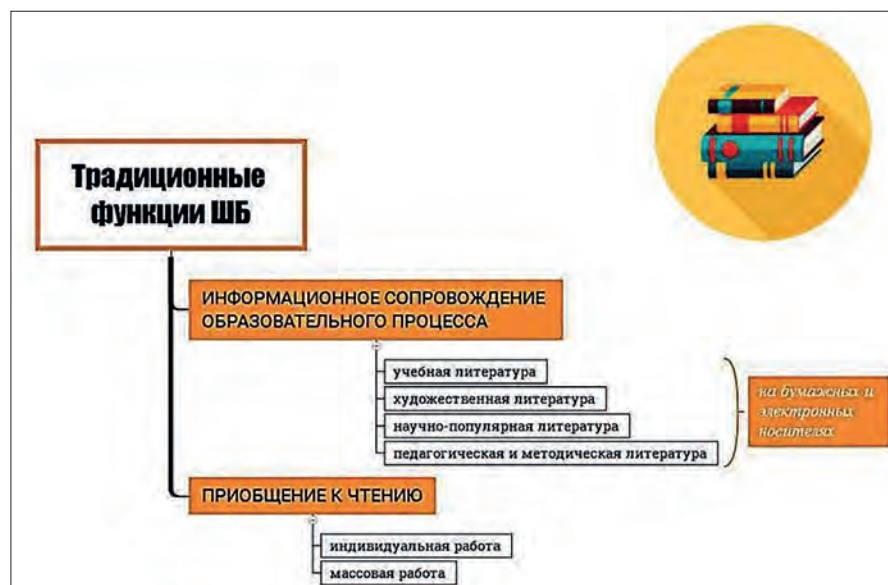 Традиционные
функции ШБ
ИНФОРМАЦИОННОЕ СОПРОВОЖДЕНИЕ
ОБРАЗОВАТЕЛЬНОГО ПРОЦЕССА
учебная литература
художественная литература
научно-популярная литература
педагогическая и методическая литература
на бумажных и
электронных
носителях
ПРИОБЩЕНИЕ К ЧТЕНИЮ
индивидуальная работа
массовая работа